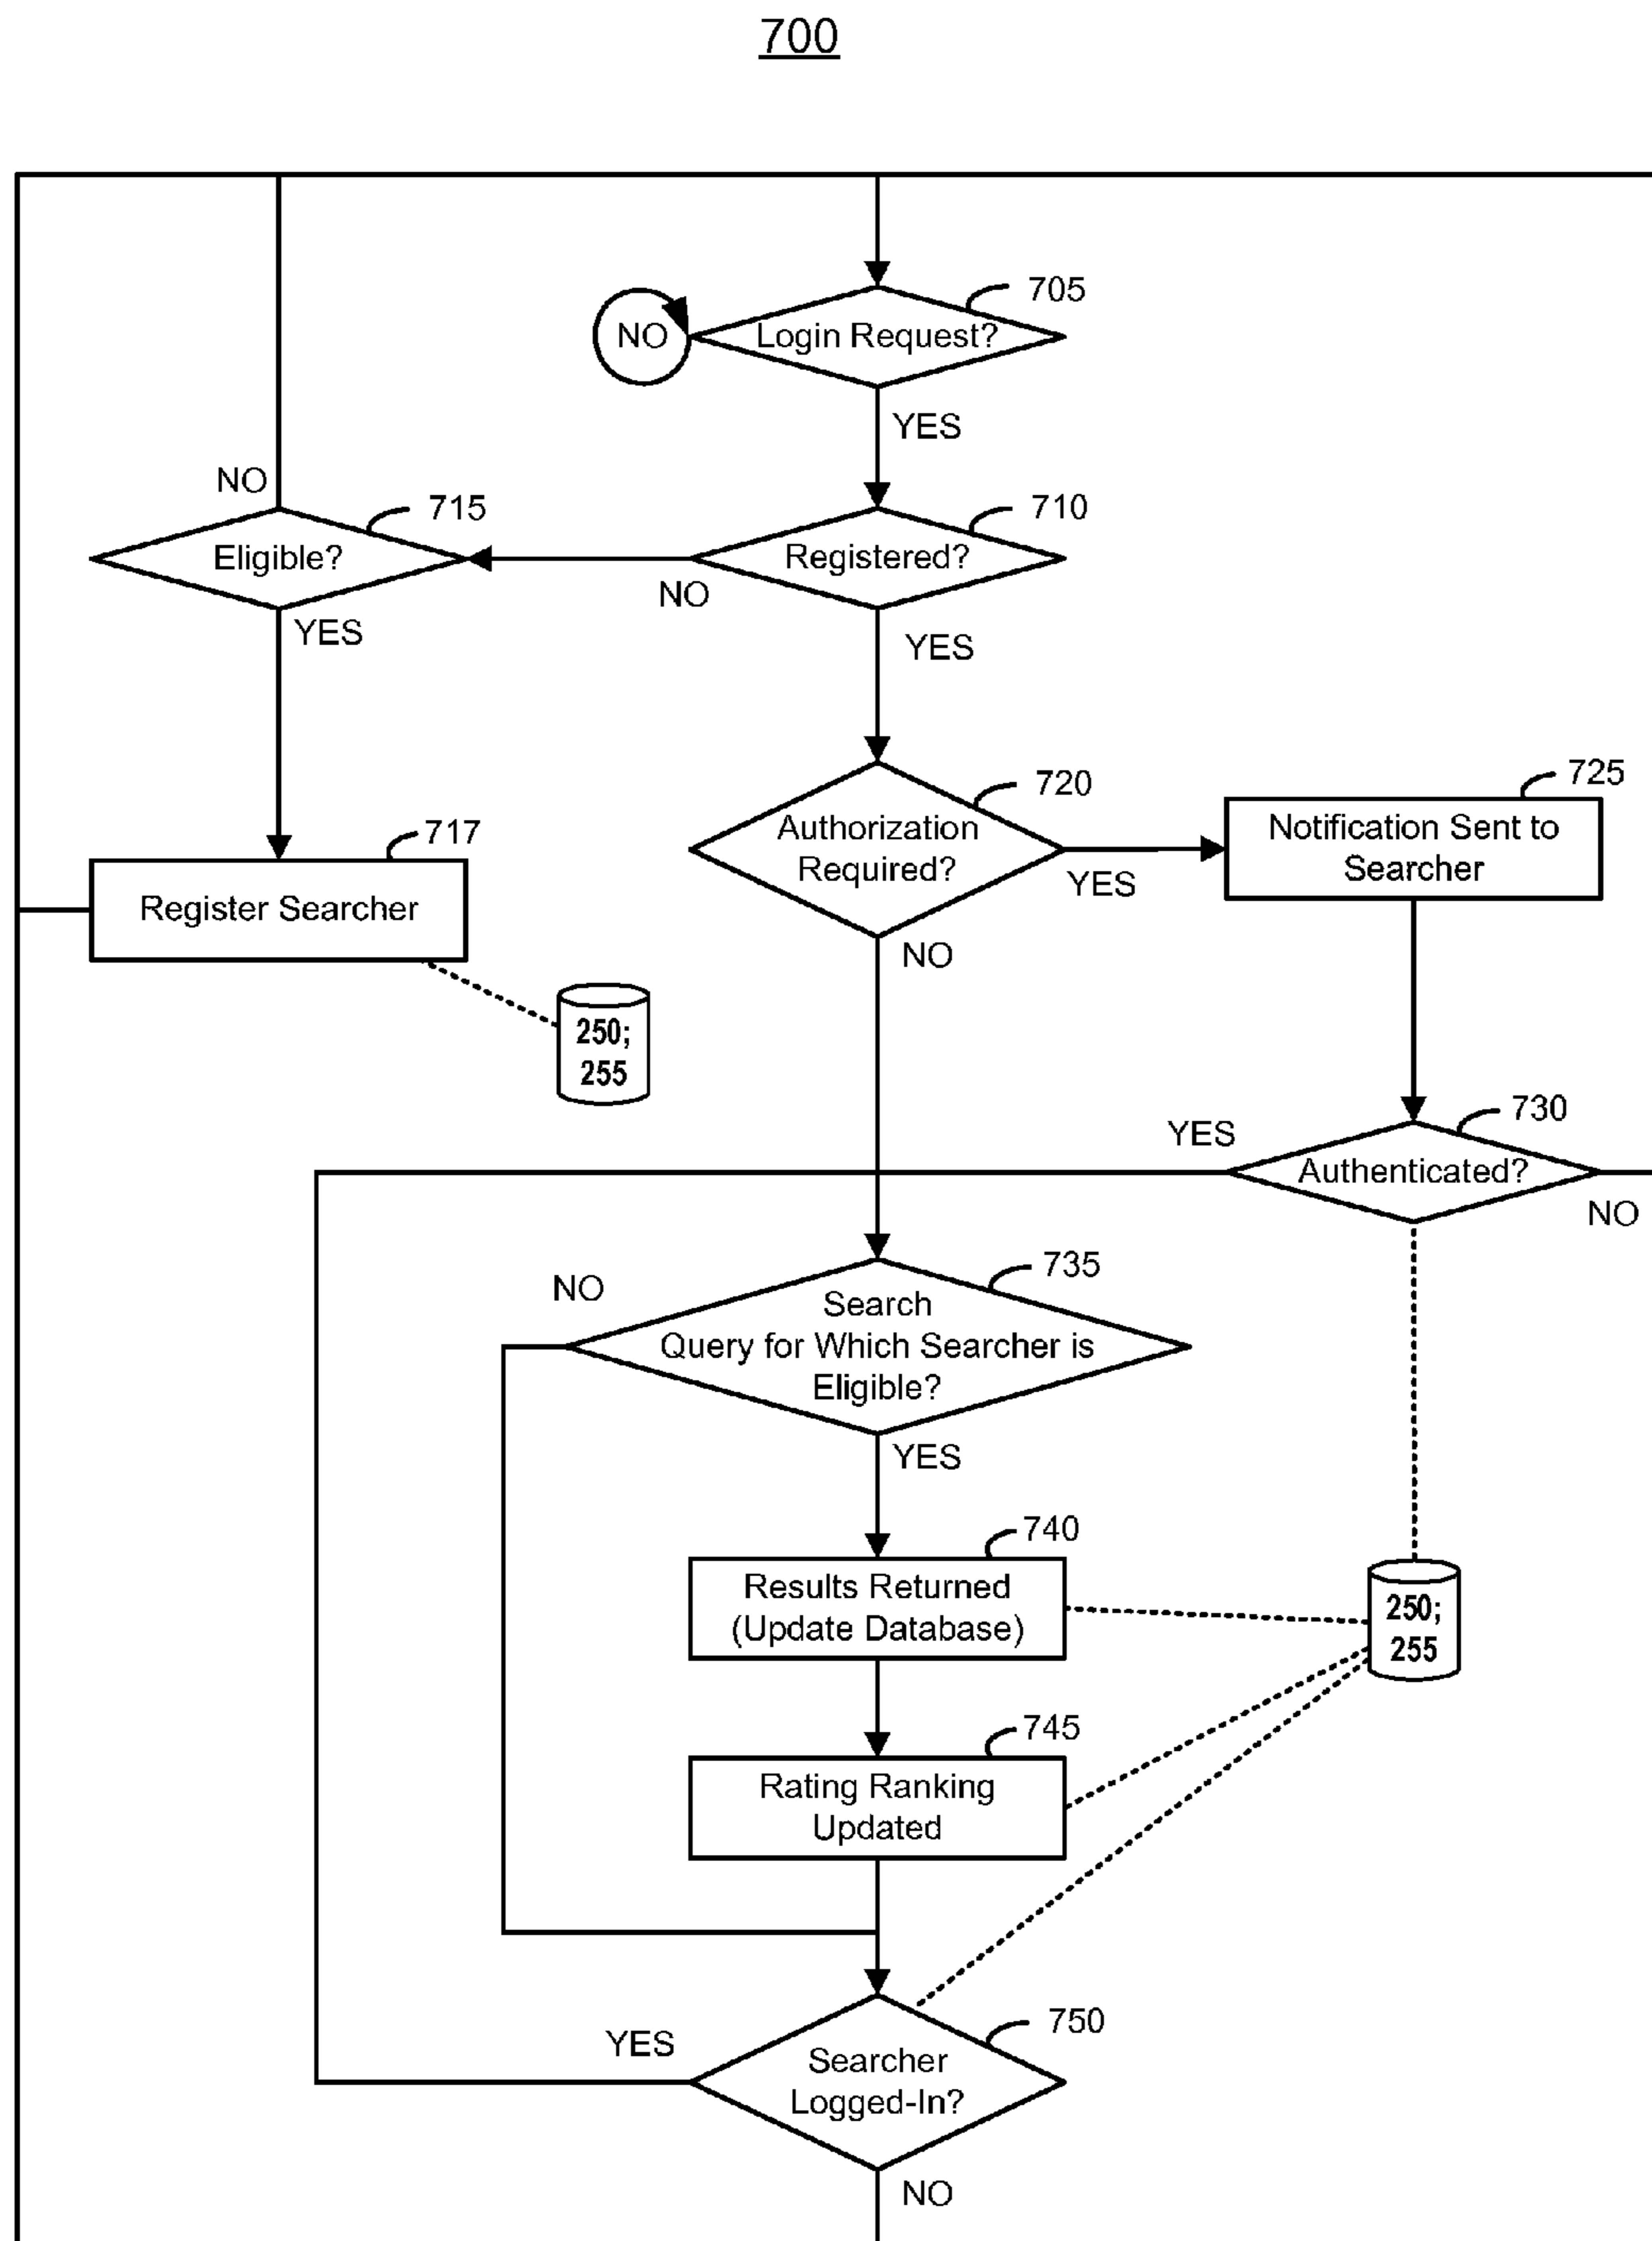 700
705
Login Request?
NO
YES
NO
715
710
Eligible?
Registered?
NO
YES
YES
720
725
Authorization
Required?
Notification Sent to
Searcher
YES
717
Register Searcher
NO
250;
255
730
YES
Authenticated?
NO
735
NO
Search
Query for Which Searcher is
Eligible?
YES
740
Results Returned
(Update Database)
250;
255
745
Rating Ranking
Updated
750
YES
Searcher
Logged-In?
NO